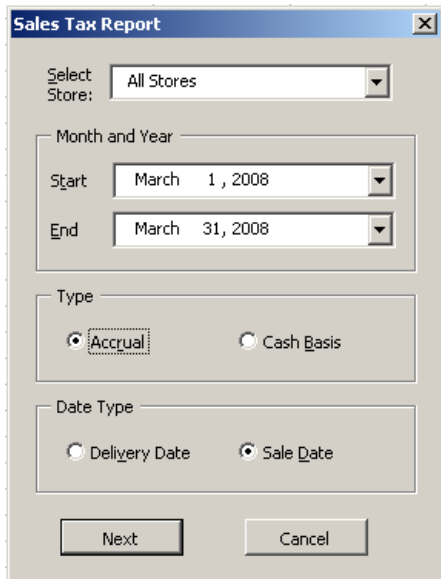 Sales Tax Report
Select
Store:
All Stores
Month and Year
Start March 1 , 2008
End March 31, 2008
Type
Accrual Cash Basis
Date Type
Delivery Date Sale Date
Next Cancel